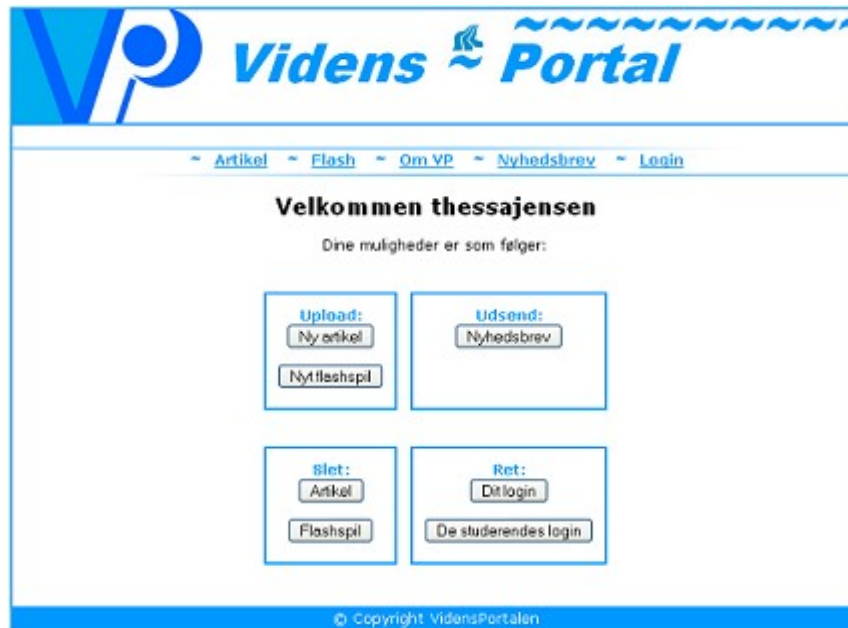 VP Videns ~ Portal
~ Artikel ~ Flash ~ Om VP ~ Nyhedsbrev ~ Login
Velkommen thessajensen
Dine muligheder er som følger:
Upload:
Ny artikel
Nyt flashspil
Udsend:
Nyhedsbrev
Slet:
Artikel
Flashspil
Ret:
Dit login
De studerendes login
© Copyright VidensPortalen